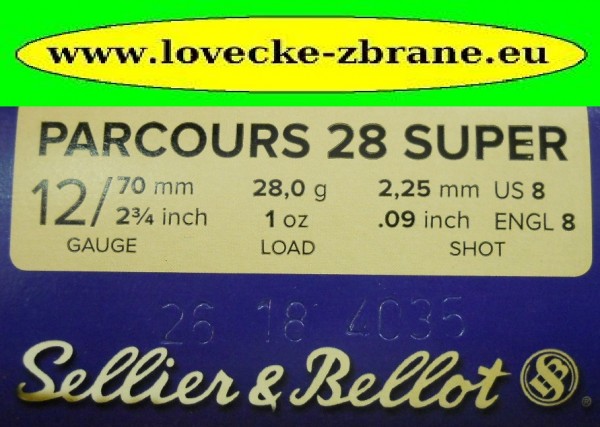 www.lovecke-zbrane.eu
PARCOURS 28 SUPER
12/ 70 mm 28,0 g 2,25 mm US 8
2¾ inch 1 oz .09 inch ENGL 8
GAUGE LOAD SHOT
26 18 4035
Sellier & Bellot